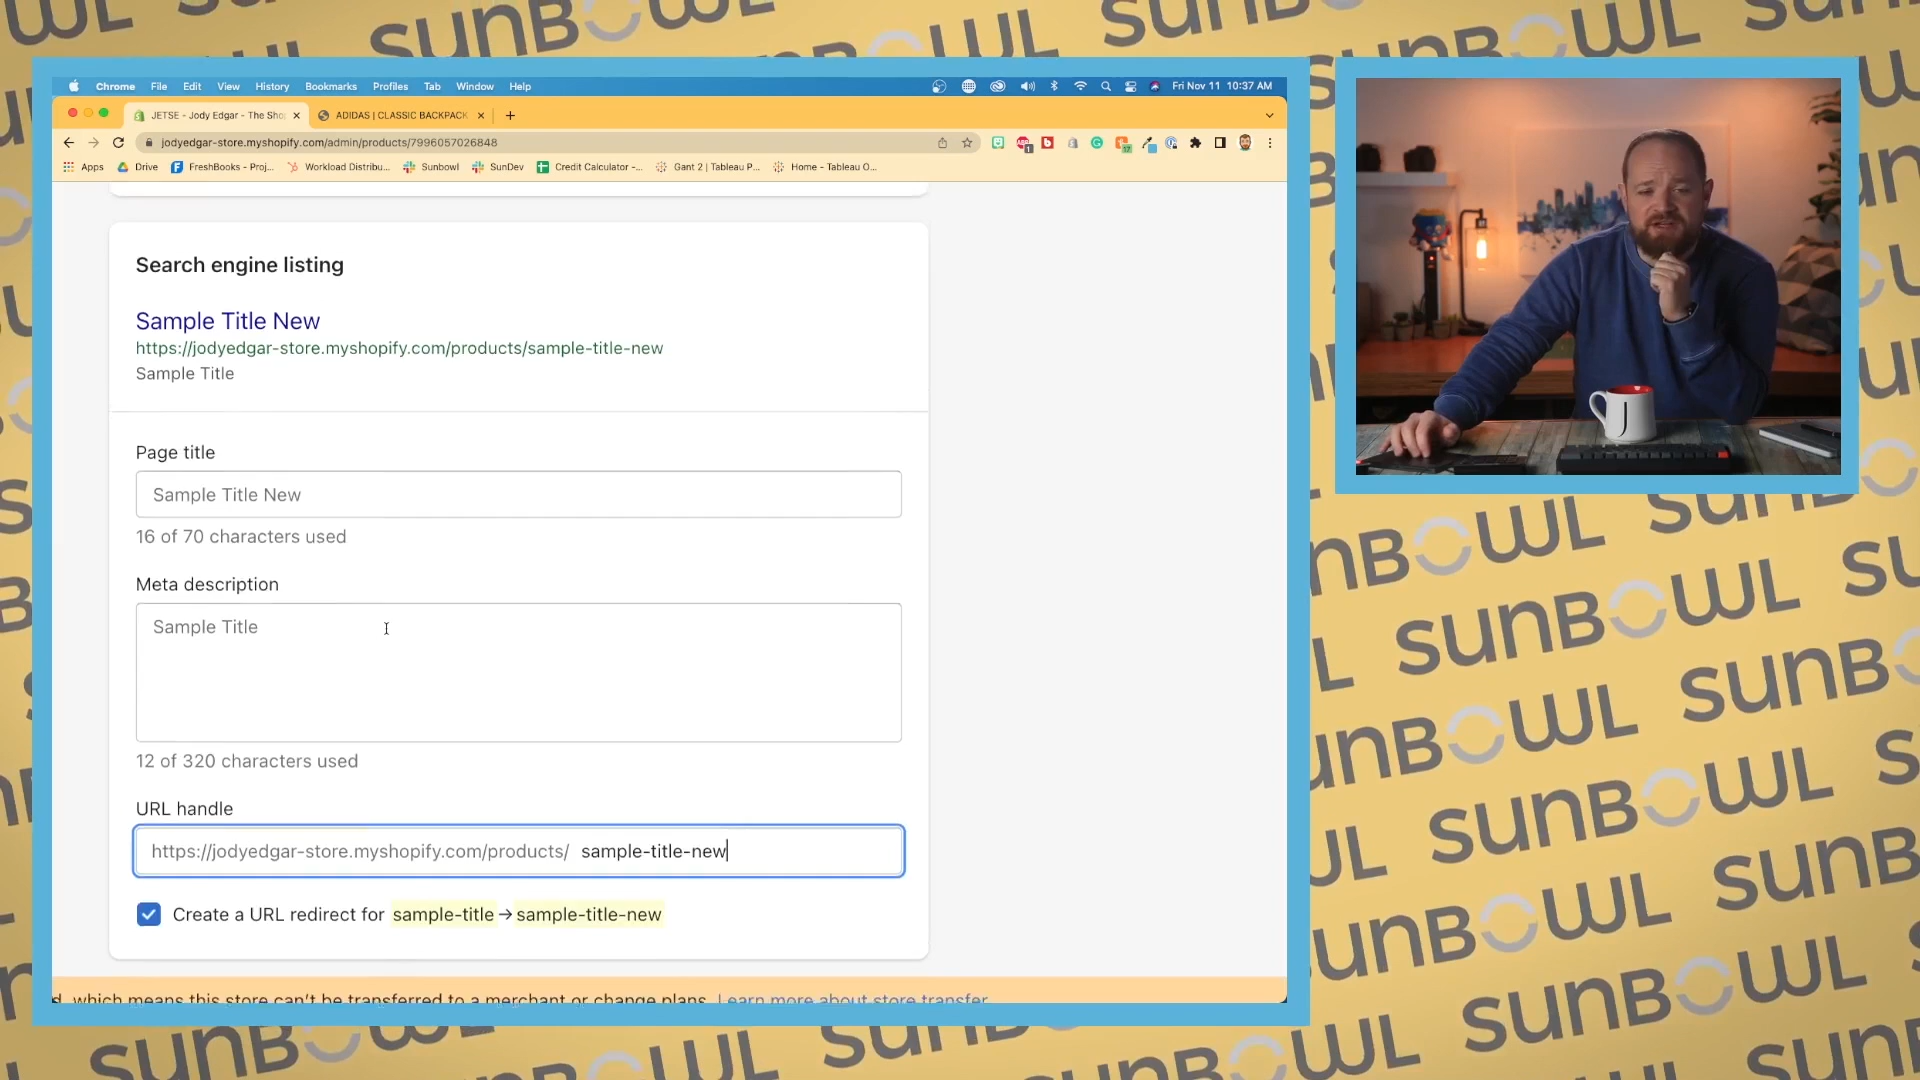 SUNBOWL
Chrome File Edit View History Bookmarks Profiles Tab Window Help
Fri Nov 11 10:37 AM
JETSE - Jody Edgar - The Sho
ADIDAS | CLASSIC BACKPACK
jodyedgar-store.myshopify.com/admin/products/7996057026848
Apps Drive FreshBooks - Proj... Workload Distribu... Sunbowl SunDev Credit Calculator -... Gant 2 | Tableau P... Home - Tableau O...
Search engine listing
Sample Title New
https://jodyedgar-store.myshopify.com/products/sample-title-new
Sample Title
Page title
Sample Title New
16 of 70 characters used
Meta description
Sample Title
12 of 320 characters used
URL handle
https://jodyedgar-store.myshopify.com/products/ sample-title-new
Create a URL redirect for sample-title → sample-title-new
which means this store can't be transferred to a merchant or change plans. Learn more about store transfer
J
SUNBOWL
SUNBOWL
SUNBOWL
SUNBOWL
SUNBOWL